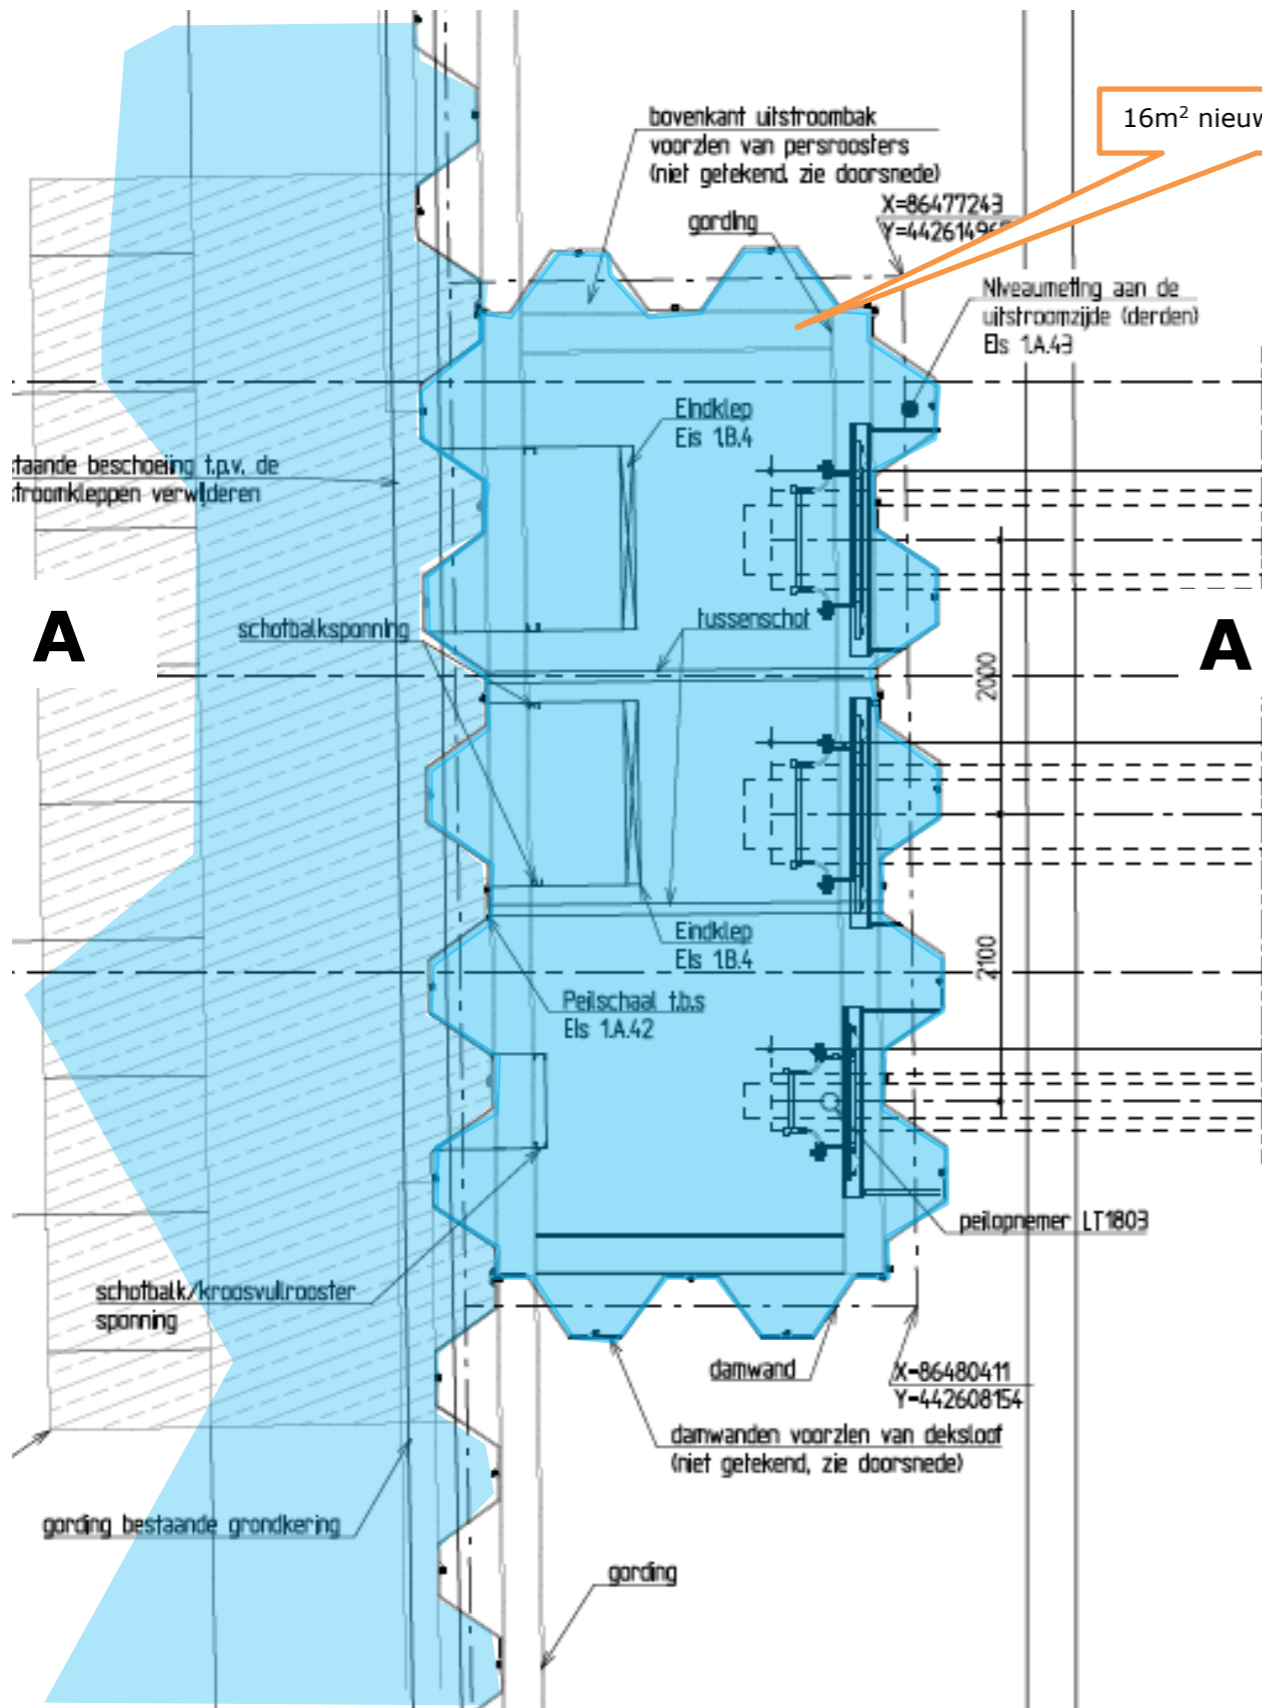 16m² nieuw
bovenkant uitstroombak
voorzien van persroosters
(niet getekend. zie doorsnede)
X=86477243
gording
Niveaumeting aan de
uitstroomzijde (derden)
Eis 1.A.43
Eindklep
Eis 1.B.4
staande beschoeiing t.p.v. de
stroomkleppen verwijderen
A
schotbalksponning
tussenschot
A
2000
Eindklep
Eis 1.B.4
2100
Peilschaal t.b.s
Eis 1.A.42
peilopnemer LT1803
schotbalk/kroosvuilrooster
sponning
damwand
X=86480411
Y=442608154
damwanden voorzien van deksloof
(niet getekend, zie doorsnede)
gording bestaande grondkering
gording